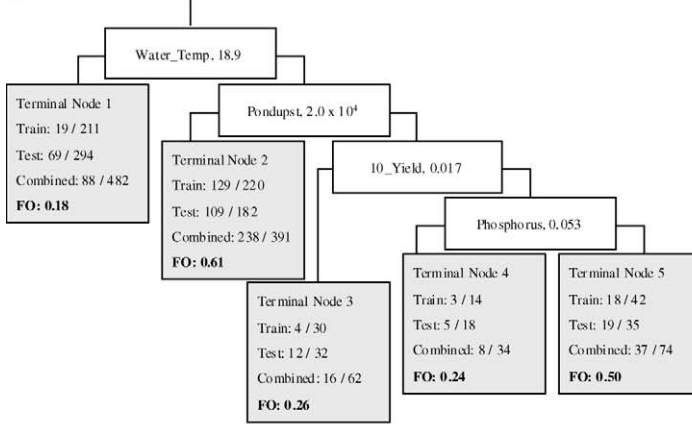 Water_Temp, 18.9
Terminal Node 1
Train: 19 / 211
Test: 69 / 294
Combined: 88 / 482
FO: 0.18
Pondupst, 2.0 x 10⁴
Terminal Node 2
Train: 129 / 220
Test: 109 / 182
Combined: 238 / 391
FO: 0.61
10_Yield, 0.017
Terminal Node 3
Train: 4 / 30
Test: 12 / 32
Combined: 16 / 62
FO: 0.26
Phosphorus, 0.053
Terminal Node 4
Train: 3 / 14
Test: 5 / 18
Combined: 8 / 34
FO: 0.24
Terminal Node 5
Train: 18 / 42
Test: 19 / 35
Combined: 37 / 74
FO: 0.50